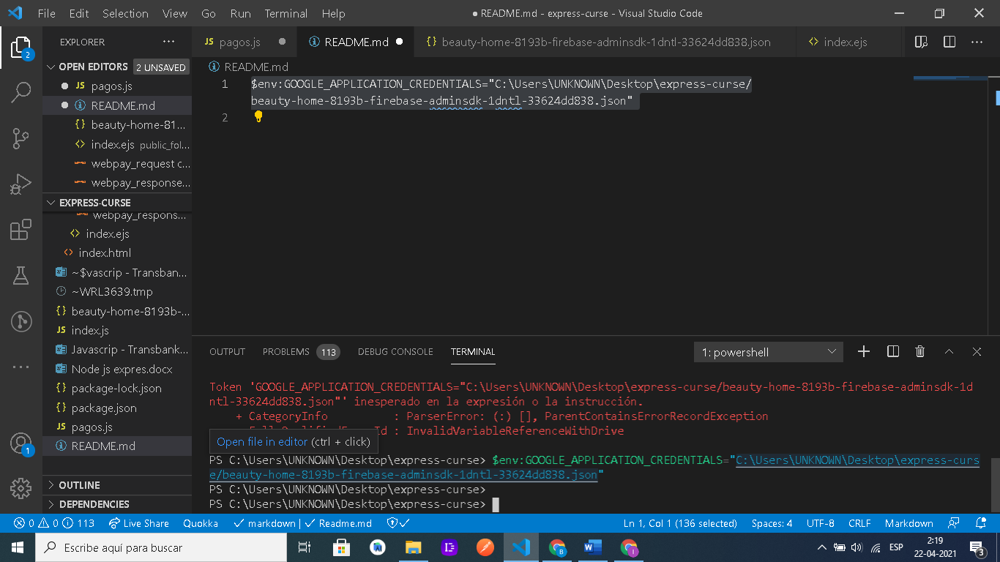 File Edit Selection View Go Run Terminal Help ● README.md - express-curse - Visual Studio Code
EXPLORER ··· JS pagos.js ● README.md ● {} beauty-home-8193b-firebase-adminsdk-1dntl-33624dd838.json <> index.ejs ···
2
OPEN EDITORS 2 UNSAVED
README.md
● JS pagos.js
● README.md
{} beauty-home-81...
<> index.ejs public_fol...
webpay_request c...
webpay_response...
1 $env:GOOGLE_APPLICATION_CREDENTIALS="C:\Users\UNKNOWN\Desktop\express-curse/
beauty-home-8193b-firebase-adminsdk-1dntl-33624dd838.json"
2
EXPRESS-CURSE
webpay_respons...
<> index.ejs
<> index.html
~$vascrip - Transban...
~WRL3639.tmp
{} beauty-home-8193b-...
JS index.js
Javascrip - Transbank...
Node js expres.docx
{} package-lock.json
{} package.json
JS pagos.js
README.md
1
OUTLINE
DEPENDENCIES
OUTPUT PROBLEMS 113 DEBUG CONSOLE TERMINAL 1: powershell
Token 'GOOGLE_APPLICATION_CREDENTIALS="C:\Users\UNKNOWN\Desktop\express-curse/beauty-home-8193b-firebase-adminsdk-1d
ntl-33624dd838.json"' inesperado en la expresión o la instrucción.
+ CategoryInfo : ParserError: (:) [], ParentContainsErrorRecordException
Id : InvalidVariableReferenceWithDrive
Open file in editor (ctrl + click)
PS C:\Users\UNKNOWN\Desktop\express-curse> $env:GOOGLE_APPLICATION_CREDENTIALS="C:\Users\UNKNOWN\Desktop\express-curs
e/beauty-home-8193b-firebase-adminsdk-1dntl-33624dd838.json"
PS C:\Users\UNKNOWN\Desktop\express-curse>
PS C:\Users\UNKNOWN\Desktop\express-curse>
0 0 113 Live Share Quokka ✓ markdown | ✓ Readme.md ✓ Ln 1, Col 1 (136 selected) Spaces: 4 UTF-8 CRLF Markdown
Escribe aquí para buscar
ESP
2:19
22-04-2021
3